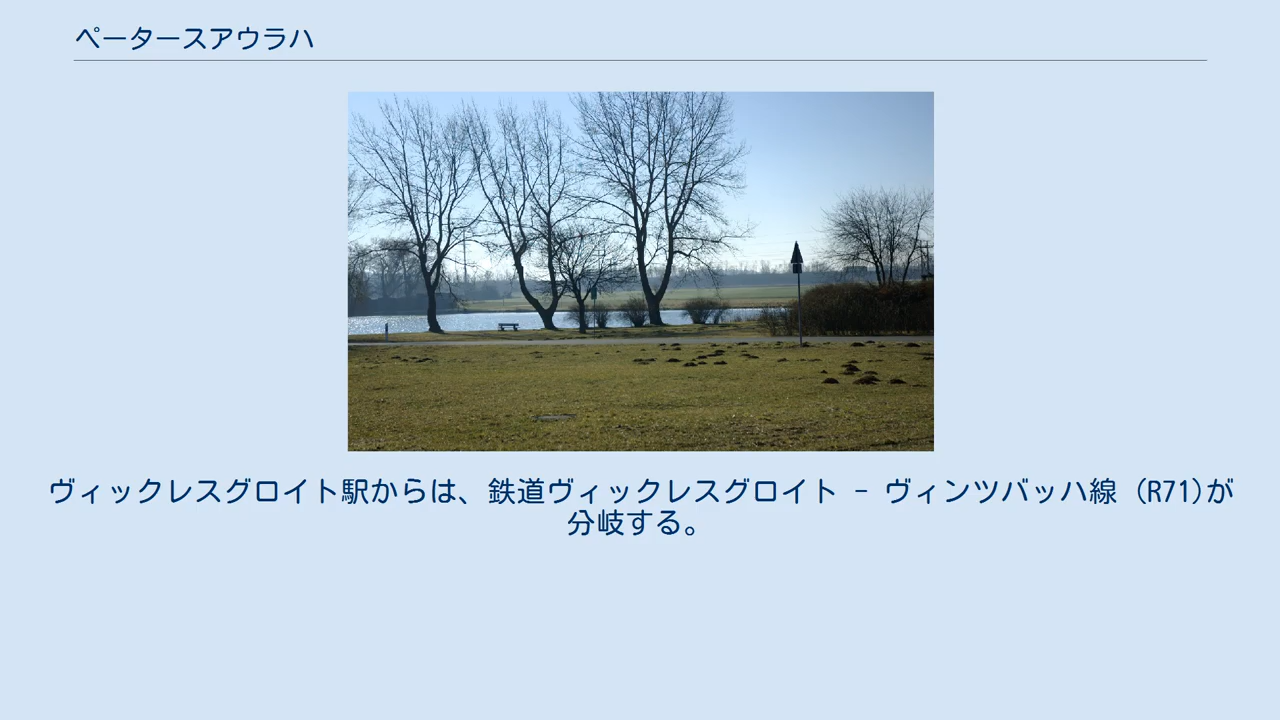 ペータースアウラハ
ヴィックレスグロイト駅からは、鉄道ヴィックレスグロイト - ヴィンツバッハ線 (R71)が
分岐する。